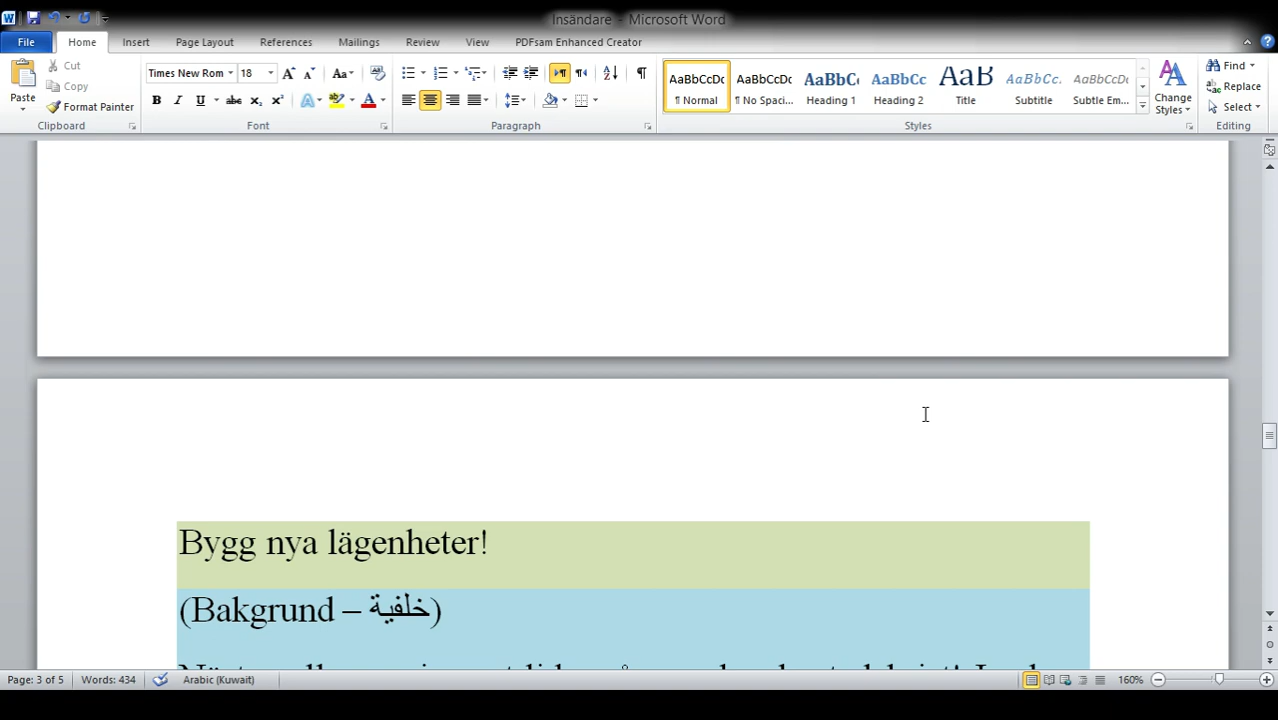 Insändare - Microsoft Word
File Home Insert Page Layout References Mailings Review View PDFsam Enhanced Creator
Paste
Cut
Copy
Format Painter
Clipboard
Times New Rom 18
Font
Paragraph
AaBbCcDc AaBbCcDc AaBbC AaBbCc AaB AaBbCc. AaBbCcDc
¶ Normal ¶ No Spaci... Heading 1 Heading 2 Title Subtitle Subtle Em...
Change Styles
Styles
Find
Replace
Select
Editing
Bygg nya lägenheter!
(Bakgrund – خلفية)
Page: 3 of 5 Words: 434 Arabic (Kuwait) 160%